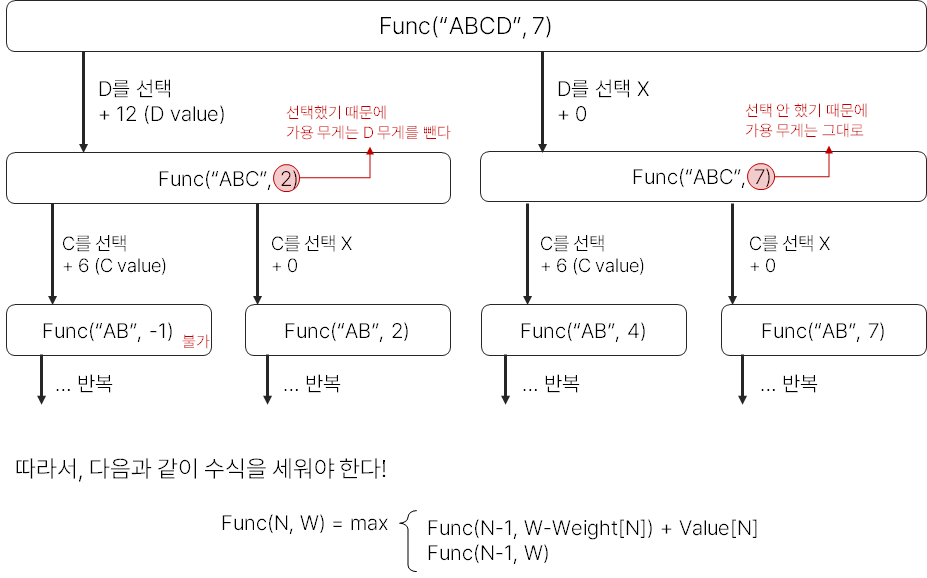 Func(“ABCD”, 7)
D를 선택
+ 12 (D value)
선택했기 때문에
가용 무게는 D 무게를 뺀다
D를 선택 X
+ 0
선택 안 했기 때문에
가용 무게는 그대로
Func(“ABC”, 2)
Func(“ABC”, 7)
C를 선택
+ 6 (C value)
C를 선택 X
+ 0
C를 선택
+ 6 (C value)
C를 선택 X
+ 0
Func(“AB”, -1) 불가
Func(“AB”, 2)
Func(“AB”, 4)
Func(“AB”, 7)
... 반복
... 반복
... 반복
... 반복
따라서, 다음과 같이 수식을 세워야 한다!
Func(N, W) = max
Func(N-1, W-Weight[N]) + Value[N]
Func(N-1, W)